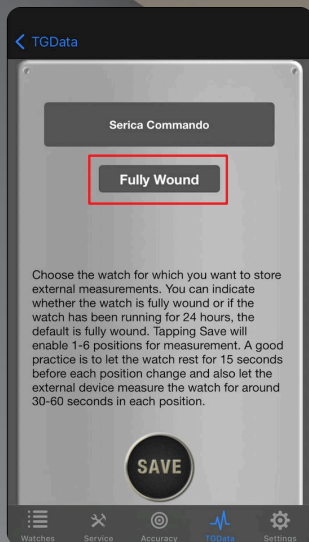 TGData
Serica Commando
Fully Wound
Choose the watch for which you want to store
external measurements. You can indicate
whether the watch is fully wound or if the
watch has been running for 24 hours, the
default is fully wound. Tapping Save will
enable 1-6 positions for measurement. A good
practice is to let the watch rest for 15 seconds
before each position change and also let the
external device measure the watch for around
30-60 seconds in each position.
SAVE
Watches Service Accuracy TGData Settings